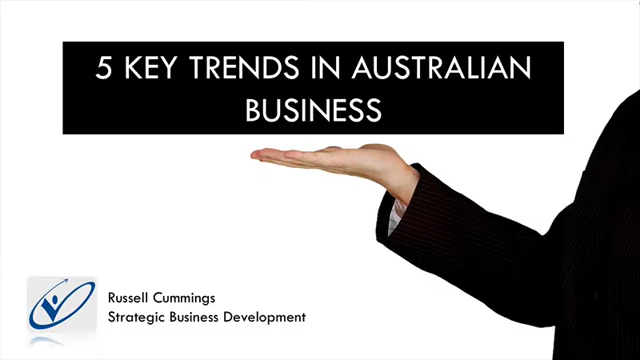 5 KEY TRENDS IN AUSTRALIAN
BUSINESS
Russell Cummings
Strategic Business Development